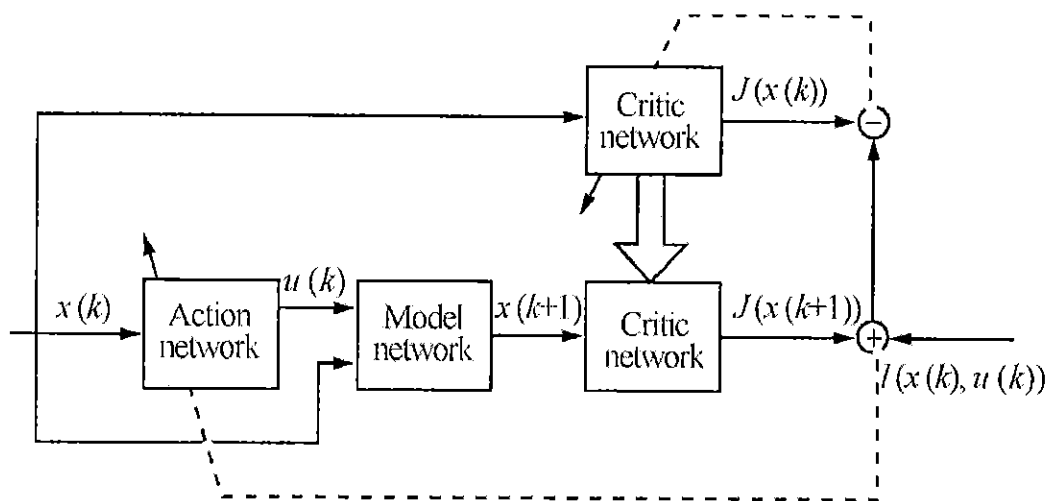 Critic
network
J(x(k))
−
x(k)
Action
network
u(k)
Model
network
x(k+1)
Critic
network
J(x(k+1))
+
l(x(k), u(k))